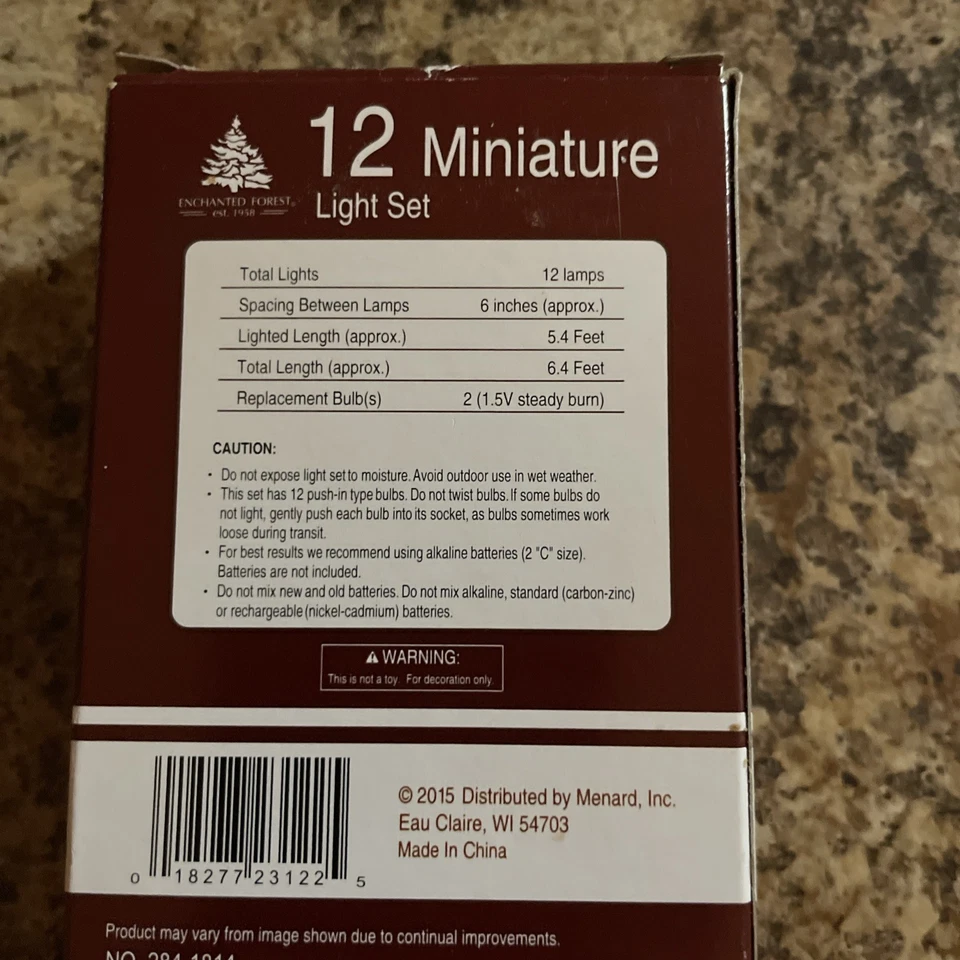 12 Miniature
Light Set
ENCHANTED FOREST®
est. 1958
Total Lights 12 lamps
Spacing Between Lamps 6 inches (approx.)
Lighted Length (approx.) 5.4 Feet
Total Length (approx.) 6.4 Feet
Replacement Bulb(s) 2 (1.5V steady burn)
CAUTION:
• Do not expose light set to moisture. Avoid outdoor use in wet weather.
• This set has 12 push-in type bulbs. Do not twist bulbs. If some bulbs do
not light, gently push each bulb into its socket, as bulbs sometimes work
loose during transit.
• For best results we recommend using alkaline batteries (2 "C" size).
Batteries are not included.
• Do not mix new and old batteries. Do not mix alkaline, standard (carbon-zinc)
or rechargeable (nickel-cadmium) batteries.
⚠ WARNING:
This is not a toy. For decoration only.
0 18277 23122 5
© 2015 Distributed by Menard, Inc.
Eau Claire, WI 54703
Made In China
Product may vary from image shown due to continual improvements.
NO.